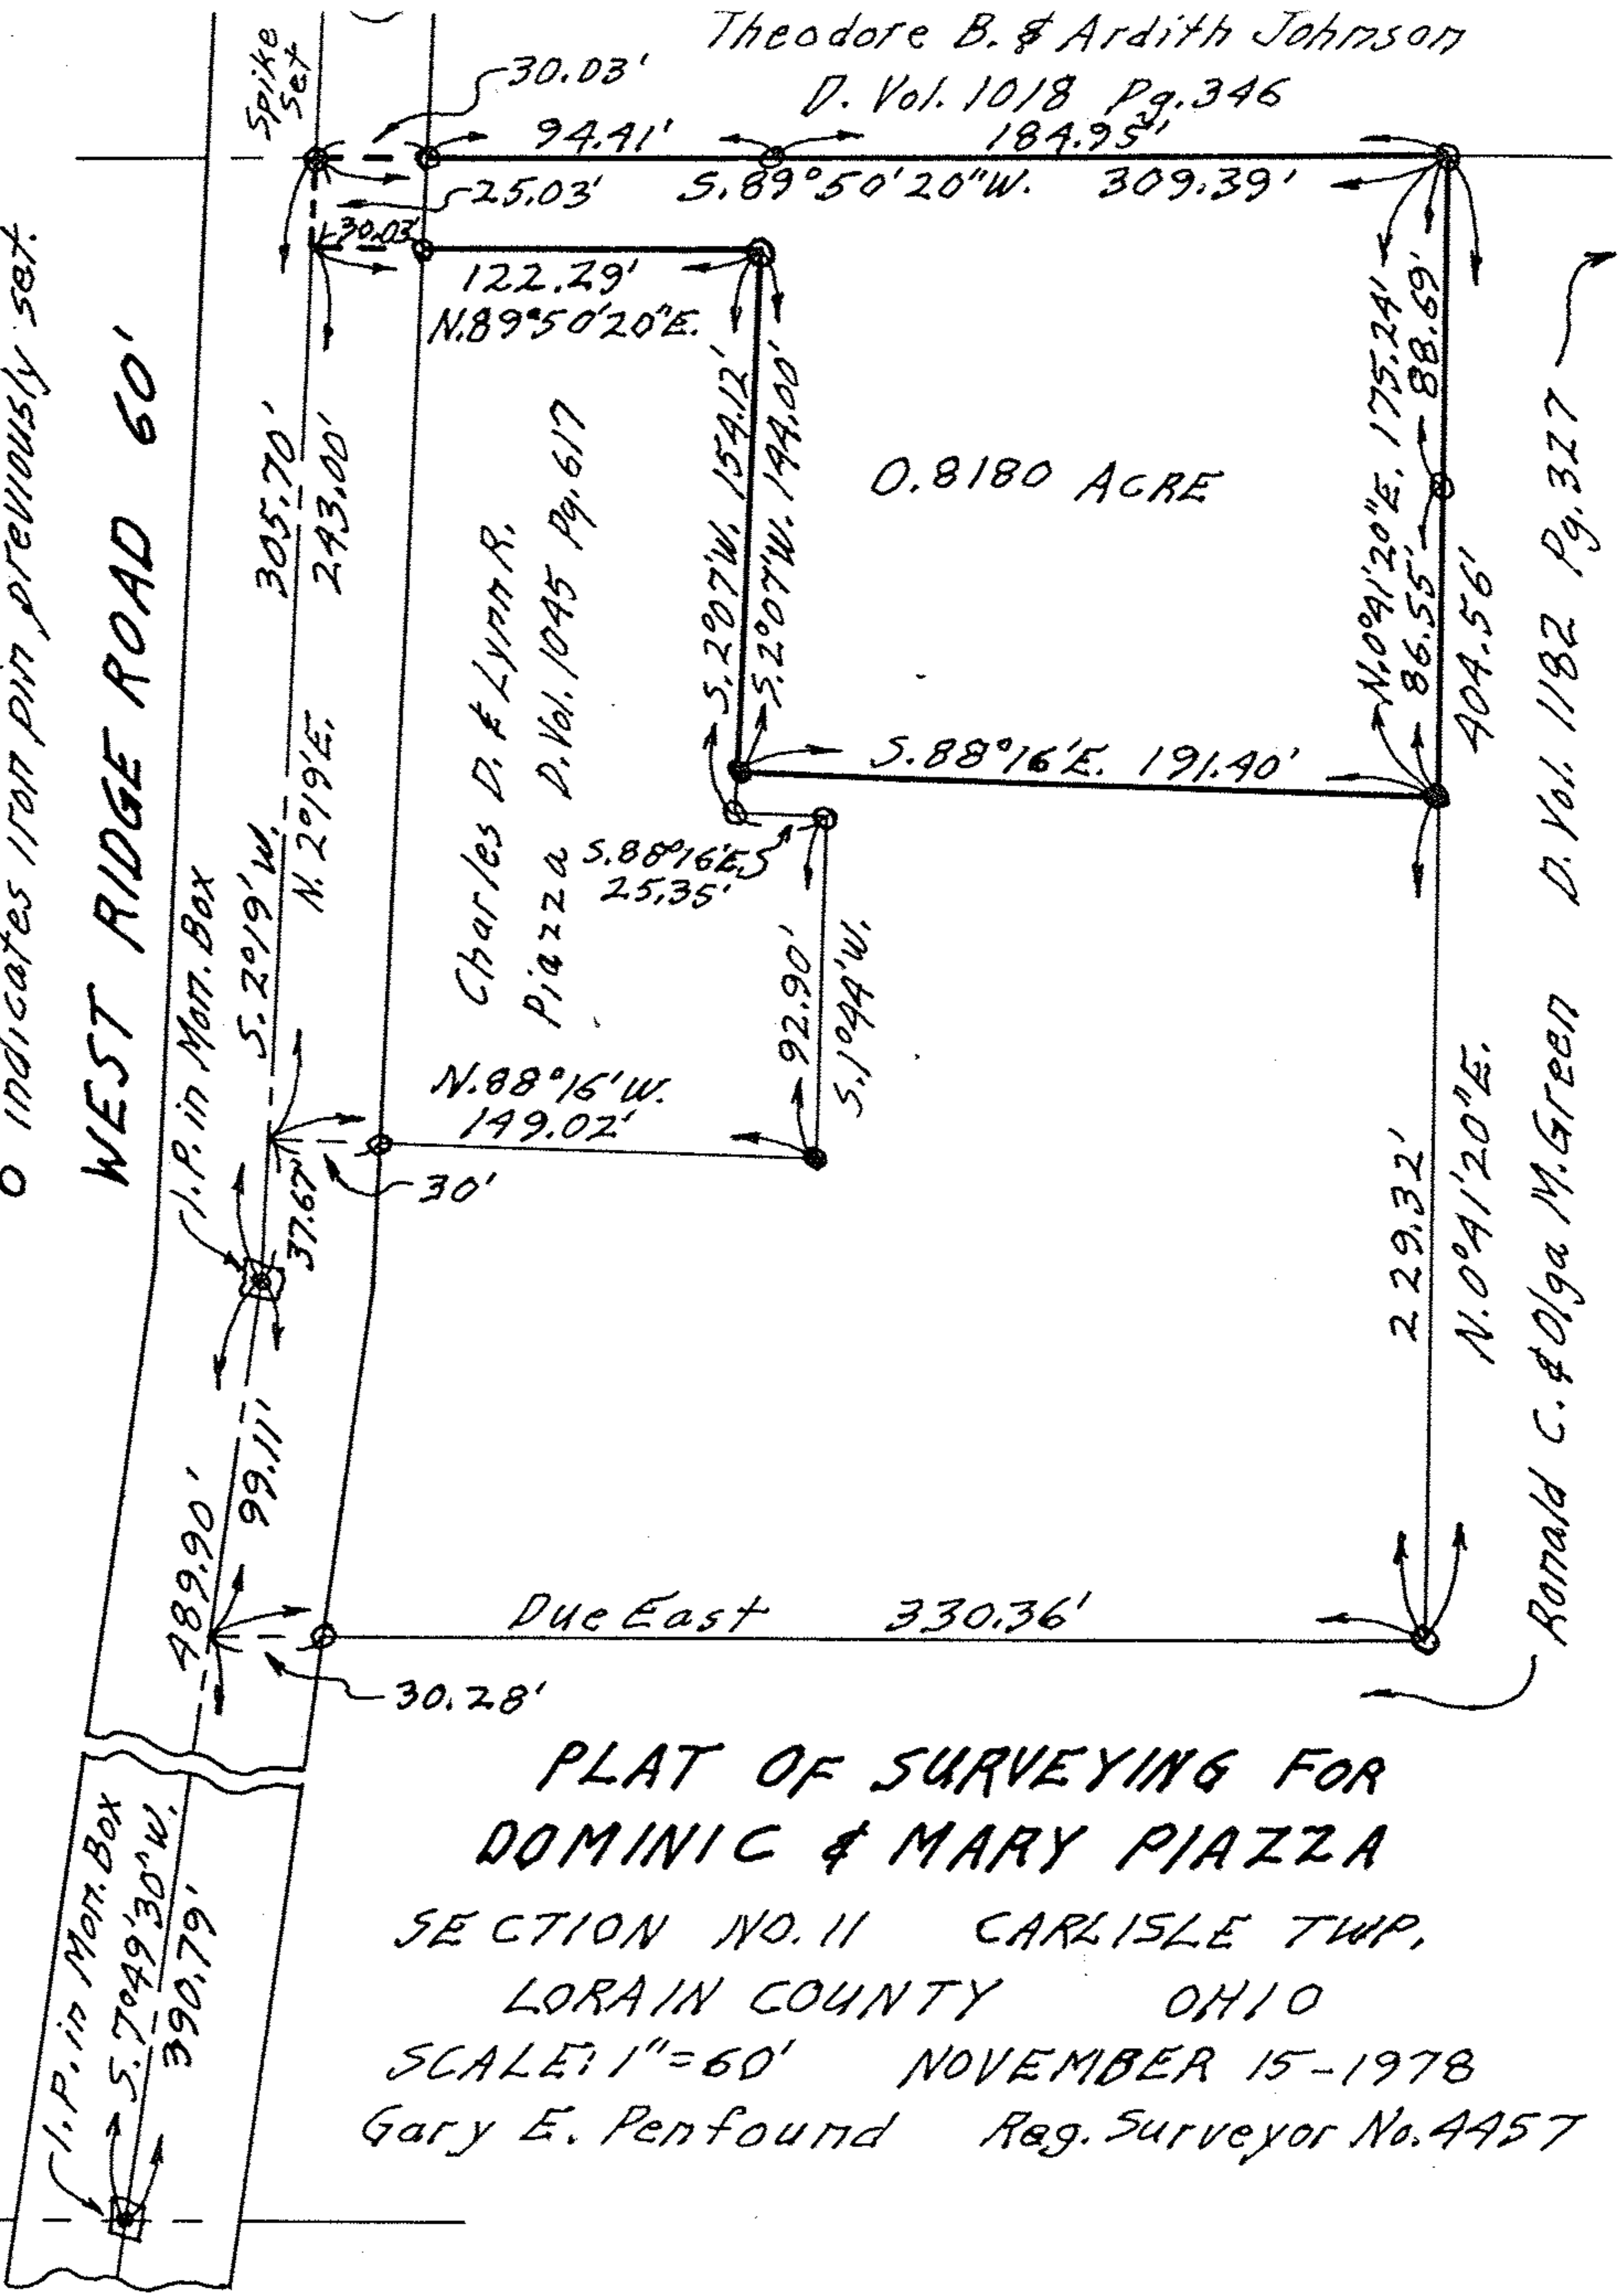 O indicates iron pin previously set.
WEST RIDGE ROAD 60'
Spike
Set
Theodore B. & Ardith Johnson
D. Vol. 1018 Pg. 346
30.03'
94.41'
184.95'
S. 89°50'20"W. 309.39'
25.03'
30.03'
122.29'
N. 89°50'20"E.
S. 2°07'W. 154.12'
S. 2°07'W. 144.00'
0.8180 ACRE
N. 0°41'20"E. 175.24'
86.55' 88.69'
404.56'
305.70'
243.00'
S. 2°19'W.
N. 2°19'E.
Charles D. & Lynn R.
Piazza D. Vol. 1045 Pg. 617
S. 88°16'E. 191.40'
S. 88°16'E.
25.35'
92.90'
S. 1°44'W.
I.P. in Mon. Box
N. 88°16'W.
149.02'
30'
37.67'
229.32'
N. 0°41'20"E.
Ronald C. & Olga M. Green D. Vol. 1182 Pg. 327
489.90'
99.11'
Due East 330.36'
30.28'
I.P. in Mon. Box
S. 7°49'30"W.
390.79'
PLAT OF SURVEYING FOR
DOMINIC & MARY PIAZZA
SECTION NO. 11 CARLISLE TWP.
LORAIN COUNTY OHIO
SCALE: 1"=60' NOVEMBER 15-1978
Gary E. Penfound Reg. Surveyor No. 4457